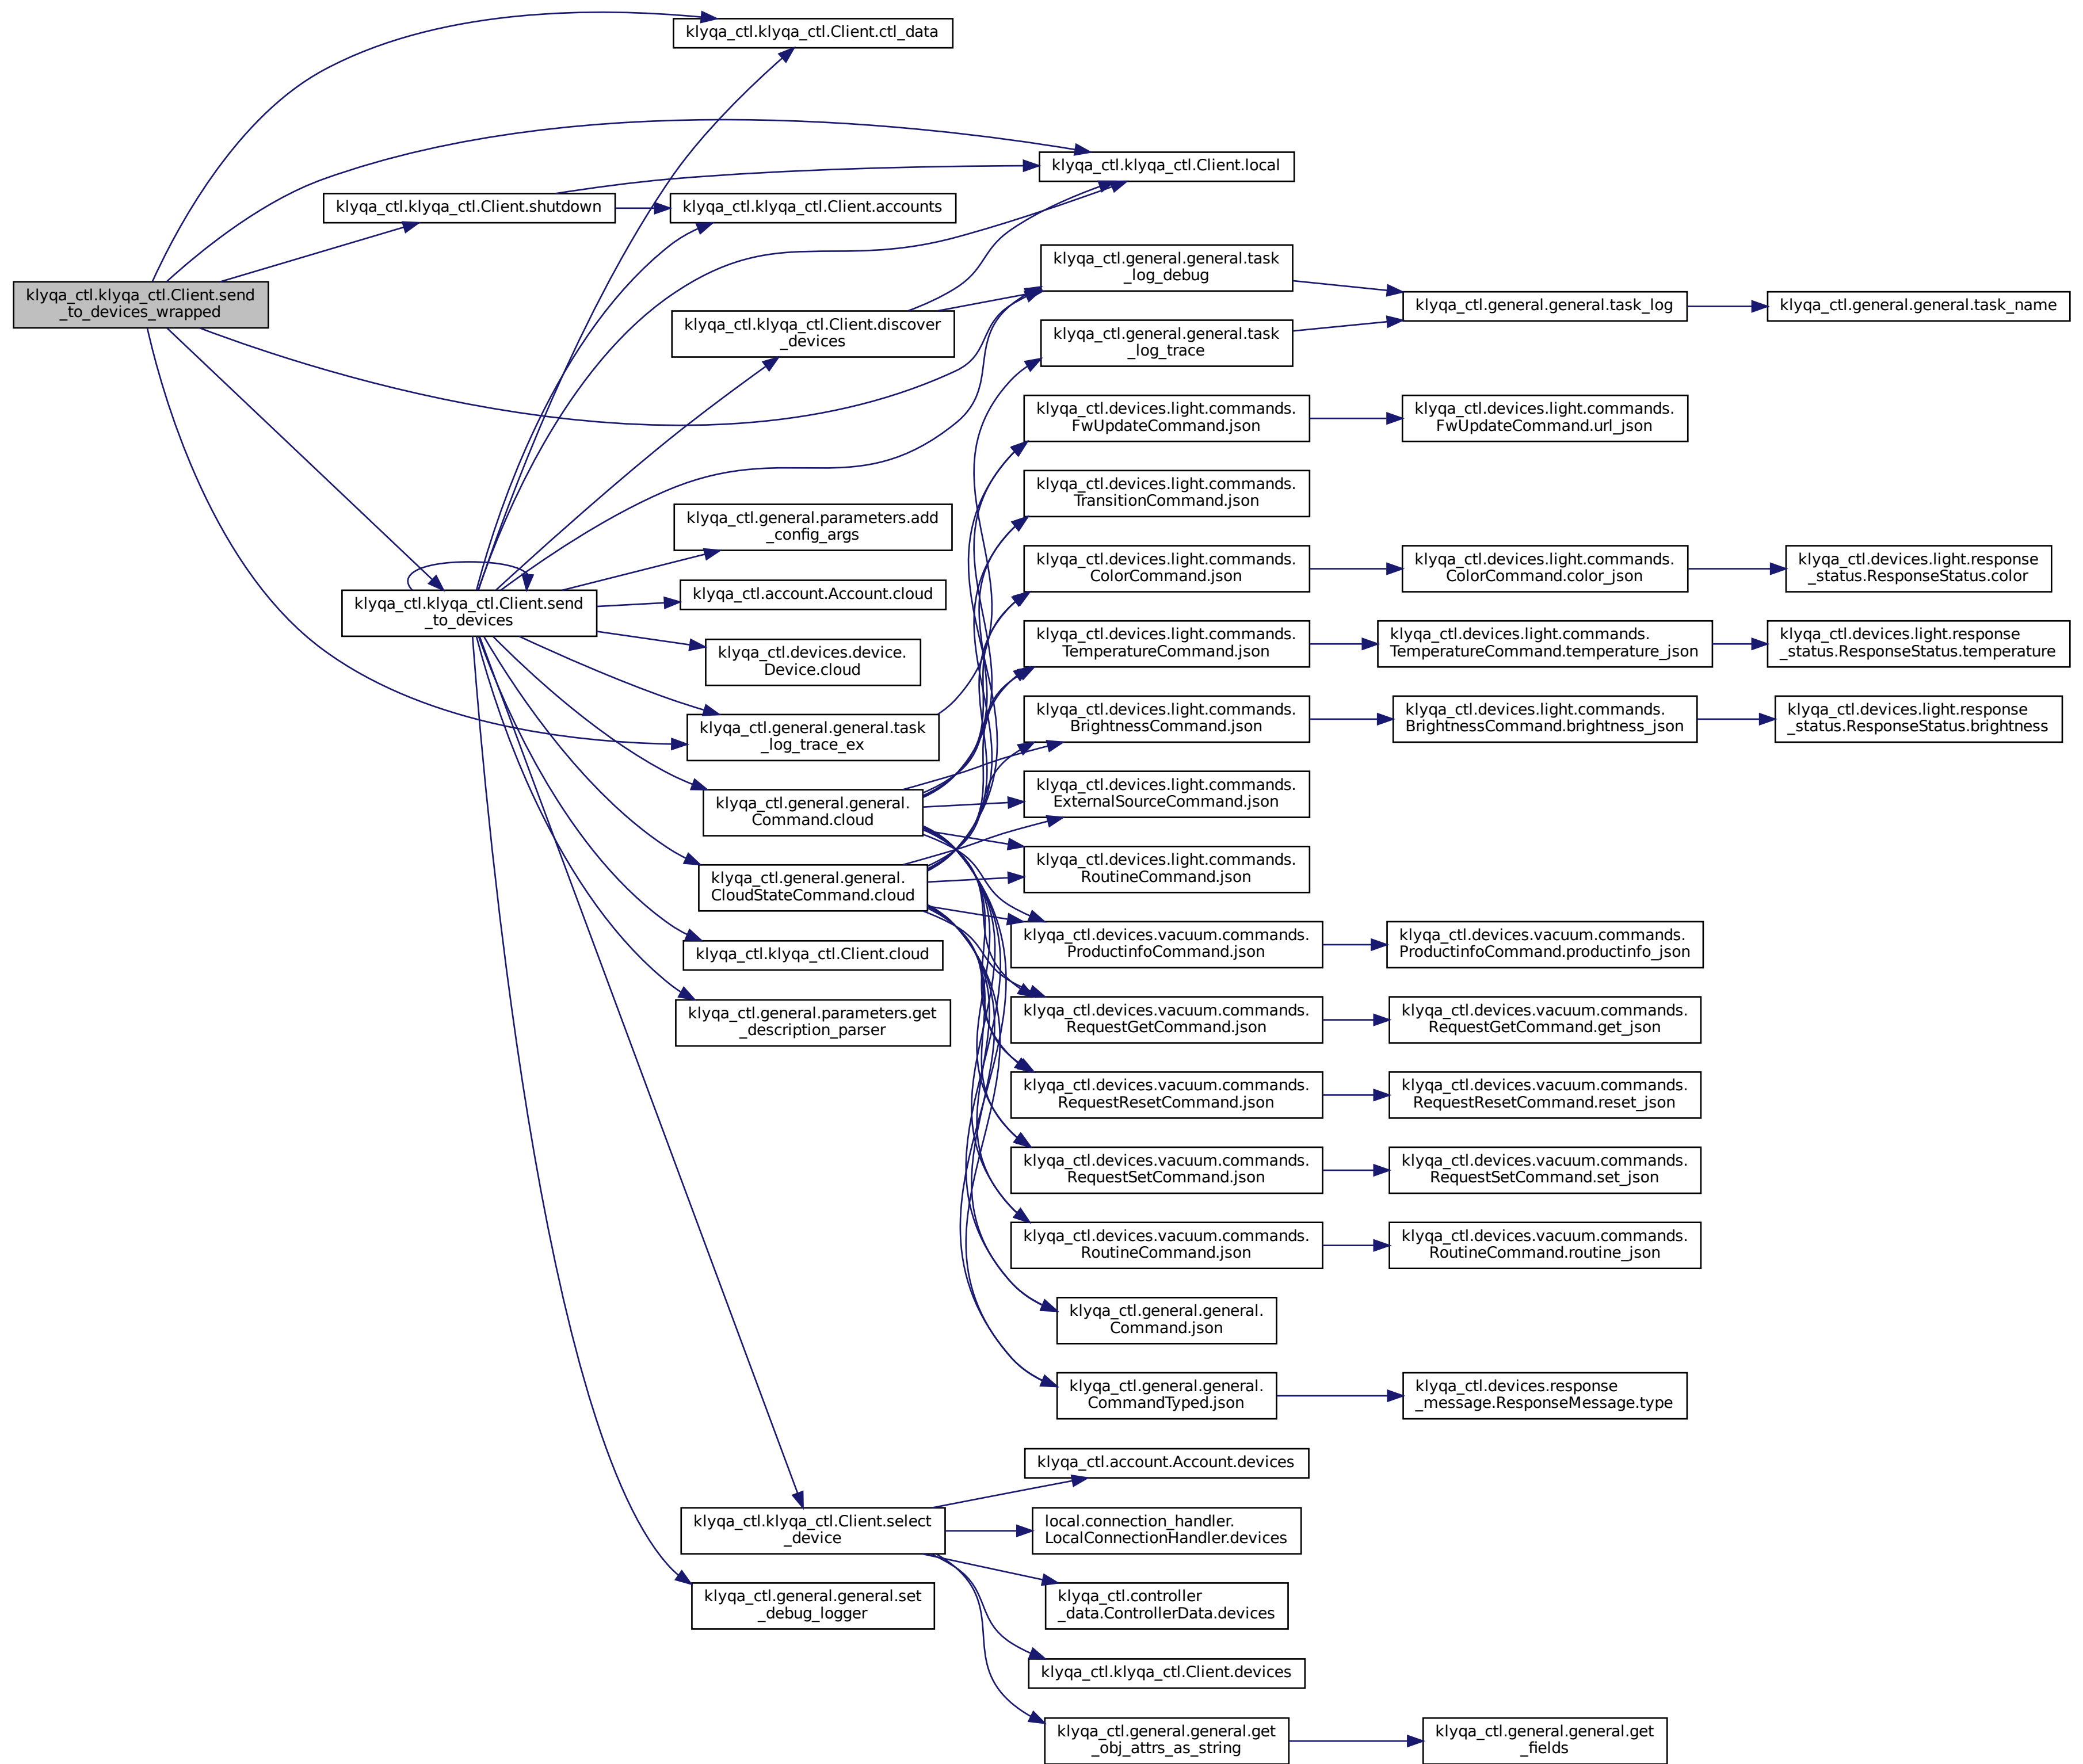 klyqa_ctl.klyqa_ctl.Client.send
_to_devices_wrapped
klyqa_ctl.klyqa_ctl.Client.ctl_data
klyqa_ctl.klyqa_ctl.Client.local
klyqa_ctl.klyqa_ctl.Client.shutdown
klyqa_ctl.klyqa_ctl.Client.accounts
klyqa_ctl.general.general.task
_log_debug
klyqa_ctl.general.general.task_log
klyqa_ctl.general.general.task_name
klyqa_ctl.klyqa_ctl.Client.discover
_devices
klyqa_ctl.general.general.task
_log_trace
klyqa_ctl.devices.light.commands.
FwUpdateCommand.json
klyqa_ctl.devices.light.commands.
FwUpdateCommand.url_json
klyqa_ctl.devices.light.commands.
TransitionCommand.json
klyqa_ctl.general.parameters.add
_config_args
klyqa_ctl.devices.light.commands.
ColorCommand.json
klyqa_ctl.devices.light.commands.
ColorCommand.color_json
klyqa_ctl.devices.light.response
_status.ResponseStatus.color
klyqa_ctl.klyqa_ctl.Client.send
_to_devices
klyqa_ctl.account.Account.cloud
klyqa_ctl.devices.device.
Device.cloud
klyqa_ctl.devices.light.commands.
TemperatureCommand.json
klyqa_ctl.devices.light.commands.
TemperatureCommand.temperature_json
klyqa_ctl.devices.light.response
_status.ResponseStatus.temperature
klyqa_ctl.general.general.task
_log_trace_ex
klyqa_ctl.devices.light.commands.
BrightnessCommand.json
klyqa_ctl.devices.light.commands.
BrightnessCommand.brightness_json
klyqa_ctl.devices.light.response
_status.ResponseStatus.brightness
klyqa_ctl.general.general.
Command.cloud
klyqa_ctl.devices.light.commands.
ExternalSourceCommand.json
klyqa_ctl.general.general.
CloudStateCommand.cloud
klyqa_ctl.devices.light.commands.
RoutineCommand.json
klyqa_ctl.klyqa_ctl.Client.cloud
klyqa_ctl.devices.vacuum.commands.
ProductinfoCommand.json
klyqa_ctl.devices.vacuum.commands.
ProductinfoCommand.productinfo_json
klyqa_ctl.general.parameters.get
_description_parser
klyqa_ctl.devices.vacuum.commands.
RequestGetCommand.json
klyqa_ctl.devices.vacuum.commands.
RequestGetCommand.get_json
klyqa_ctl.devices.vacuum.commands.
RequestResetCommand.json
klyqa_ctl.devices.vacuum.commands.
RequestResetCommand.reset_json
klyqa_ctl.devices.vacuum.commands.
RequestSetCommand.json
klyqa_ctl.devices.vacuum.commands.
RequestSetCommand.set_json
klyqa_ctl.devices.vacuum.commands.
RoutineCommand.json
klyqa_ctl.devices.vacuum.commands.
RoutineCommand.routine_json
klyqa_ctl.general.general.
Command.json
klyqa_ctl.general.general.
CommandTyped.json
klyqa_ctl.devices.response
_message.ResponseMessage.type
klyqa_ctl.account.Account.devices
klyqa_ctl.klyqa_ctl.Client.select
_device
local.connection_handler.
LocalConnectionHandler.devices
klyqa_ctl.general.general.set
_debug_logger
klyqa_ctl.controller
_data.ControllerData.devices
klyqa_ctl.klyqa_ctl.Client.devices
klyqa_ctl.general.general.get
_obj_attrs_as_string
klyqa_ctl.general.general.get
_fields